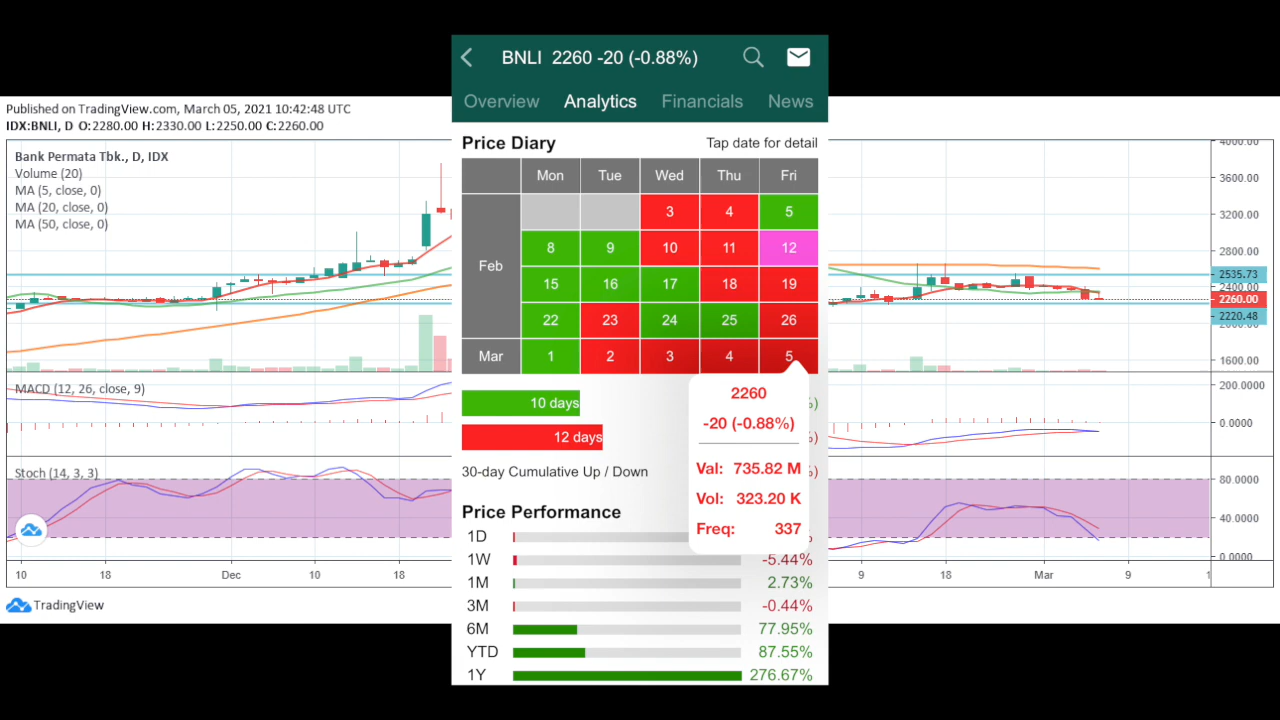 BNLI 2260 -20 (-0.88%)
Overview Analytics Financials News
Published on TradingView.com, March 05, 2021 10:42:48 UTC
IDX:BNLI, D O:2280.00 H:2330.00 L:2250.00 C:2260.00
Bank Permata Tbk., D, IDX
Volume (20)
MA (5, close, 0)
MA (20, close, 0)
MA (50, close, 0)
MACD (12, 26, close, 9)
Stoch (14, 3, 3)
10 18 Dec 10 18
TradingView
Price Diary Tap date for detail
Mon Tue Wed Thu Fri
3 4 5
8 9 10 11 12
Feb
15 16 17 18 19
22 23 24 25 26
Mar 1 2 3 4 5
10 days %)
12 days %)
30-day Cumulative Up / Down %)
2260
-20 (-0.88%)
Val: 735.82 M
Vol: 323.20 K
Freq: 337
Price Performance
1D
1W -5.44%
1M 2.73%
3M -0.44%
6M 77.95%
YTD 87.55%
1Y 276.67%
4000.00
3600.00
3200.00
2800.00
2535.73
2400.00
2260.00
2220.48
2000.00
1600.00
200.0000
0.0000
80.0000
40.0000
0.0000
9 18 Mar 9 1